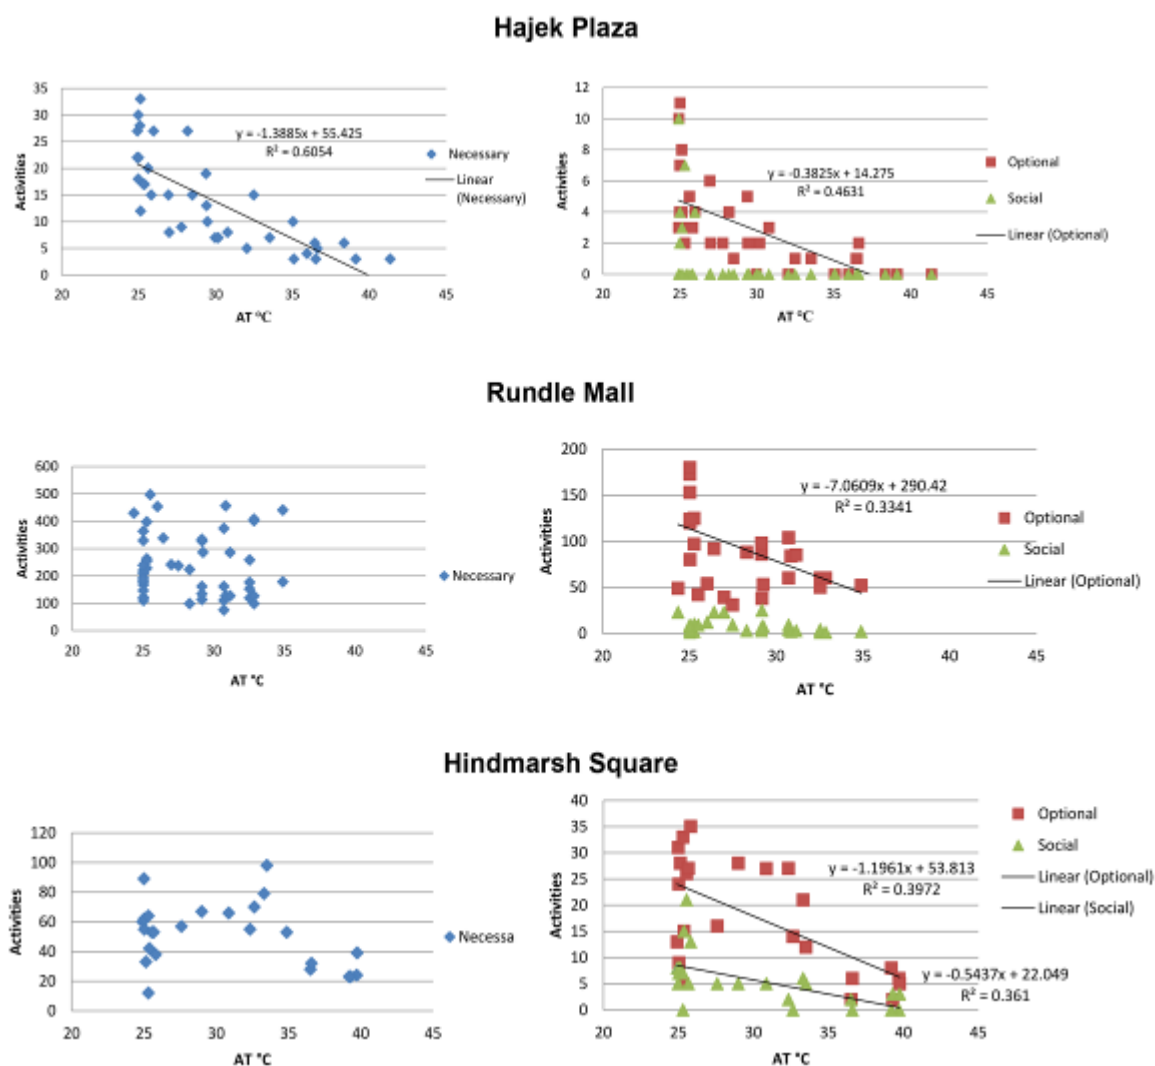 Hajek Plaza
35
30
25
20
15
10
5
0
20 25 30 35 40 45
Activities
AT °C
y = -1.3885x + 55.425
R² = 0.6054
Necessary
Linear
(Necessary)
12
10
8
6
4
2
0
20 25 30 35 40 45
Activities
AT °C
y = -0.3825x + 14.275
R² = 0.4631
Optional
Social
Linear (Optional)
Rundle Mall
600
500
400
300
200
100
0
20 25 30 35 40 45
Activities
AT °C
Necessary
200
150
100
50
0
20 25 30 35 40 45
Activities
AT °C
y = -7.0609x + 290.42
R² = 0.3341
Optional
Social
Linear (Optional)
Hindmarsh Square
120
100
80
60
40
20
0
20 25 30 35 40 45
Activities
AT °C
Necessa
40
35
30
25
20
15
10
5
0
20 25 30 35 40 45
Activities
AT °C
y = -1.1961x + 53.813
R² = 0.3972
y = -0.5437x + 22.049
R² = 0.361
Optional
Social
Linear (Optional)
Linear (Social)